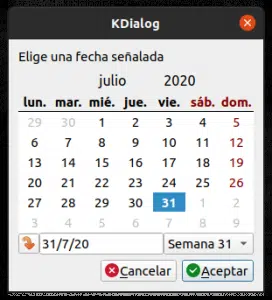 KDialog
Elige una fecha señalada
julio 2020
lun. mar. mié. jue. vie. sáb. dom.
29 30 1 2 3 4 5
6 7 8 9 10 11 12
13 14 15 16 17 18 19
20 21 22 23 24 25 26
27 28 29 30 31 1 2
3 4 5 6 7 8 9
31/7/20 Semana 31
Cancelar Aceptar